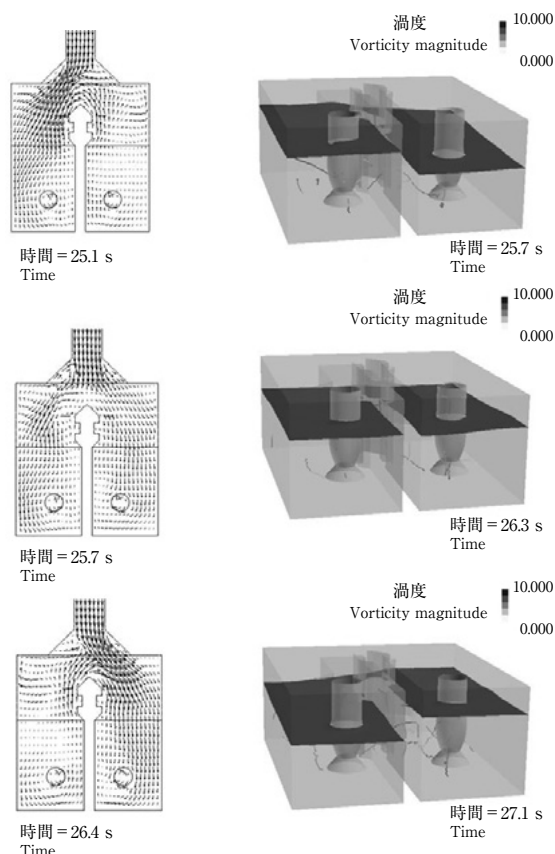 渦度
Vorticity magnitude
10.000
0.000
時間=25.1 s
Time
時間=25.7 s
Time
渦度
Vorticity magnitude
10.000
0.000
時間=25.7 s
Time
時間=26.3 s
Time
渦度
Vorticity magnitude
10.000
0.000
時間=26.4 s
Time
時間=27.1 s
Time